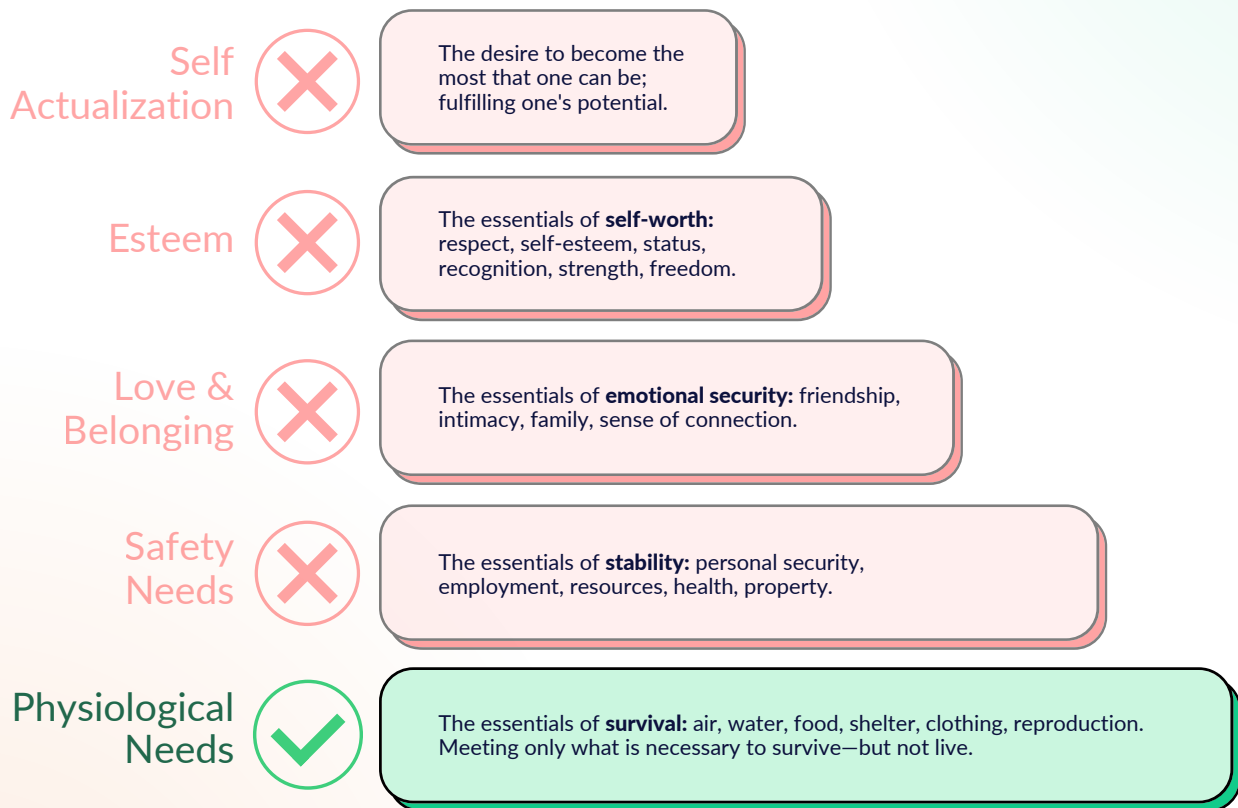 Self
Actualization
The desire to become the
most that one can be;
fulfilling one's potential.
Esteem
The essentials of self-worth:
respect, self-esteem, status,
recognition, strength, freedom.
Love &
Belonging
The essentials of emotional security: friendship,
intimacy, family, sense of connection.
Safety
Needs
The essentials of stability: personal security,
employment, resources, health, property.
Physiological
Needs
The essentials of survival: air, water, food, shelter, clothing, reproduction.
Meeting only what is necessary to survive—but not live.